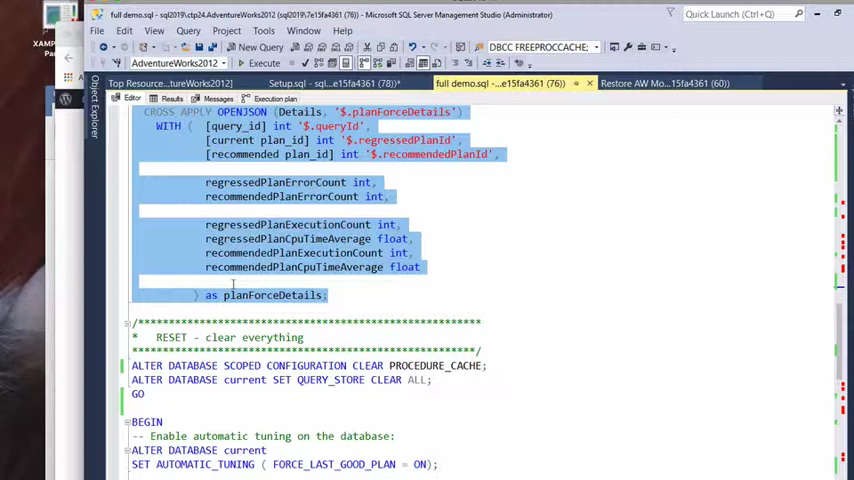 full demo.sql - sql2019\ctp24.AdventureWorks2012 (sql2019\7e15fa4361 (76)) - Microsoft SQL Server Management Studio (Administrator)
Quick Launch (Ctrl+Q)
File Edit View Query Project Tools Window Help
New Query
DBCC FREEPROCCACHE;
AdventureWorks2012
Execute
Top Resource...tureWorks2012]
Setup.sql - sql...e15fa4361 (78))*
full demo.sql -...e15fa4361 (76))
Restore AW Mo...15fa4361 (60))
Object Explorer
Editor
Results
Messages
Execution plan
CROSS APPLY OPENJSON (Details, '$.planForceDetails')
WITH ( [query_id] int '$.queryId',
[current plan_id] int '$.regressedPlanId',
[recommended plan_id] int '$.recommendedPlanId',
regressedPlanErrorCount int,
recommendedPlanErrorCount int,
regressedPlanExecutionCount int,
regressedPlanCpuTimeAverage float,
recommendedPlanExecutionCount int,
recommendedPlanCpuTimeAverage float
) as planForceDetails;
/*****************************************************
* RESET - clear everything
*****************************************************/
ALTER DATABASE SCOPED CONFIGURATION CLEAR PROCEDURE_CACHE;
ALTER DATABASE current SET QUERY_STORE CLEAR ALL;
GO
BEGIN
-- Enable automatic tuning on the database:
ALTER DATABASE current
SET AUTOMATIC_TUNING ( FORCE_LAST_GOOD_PLAN = ON);
XAMP
Pa